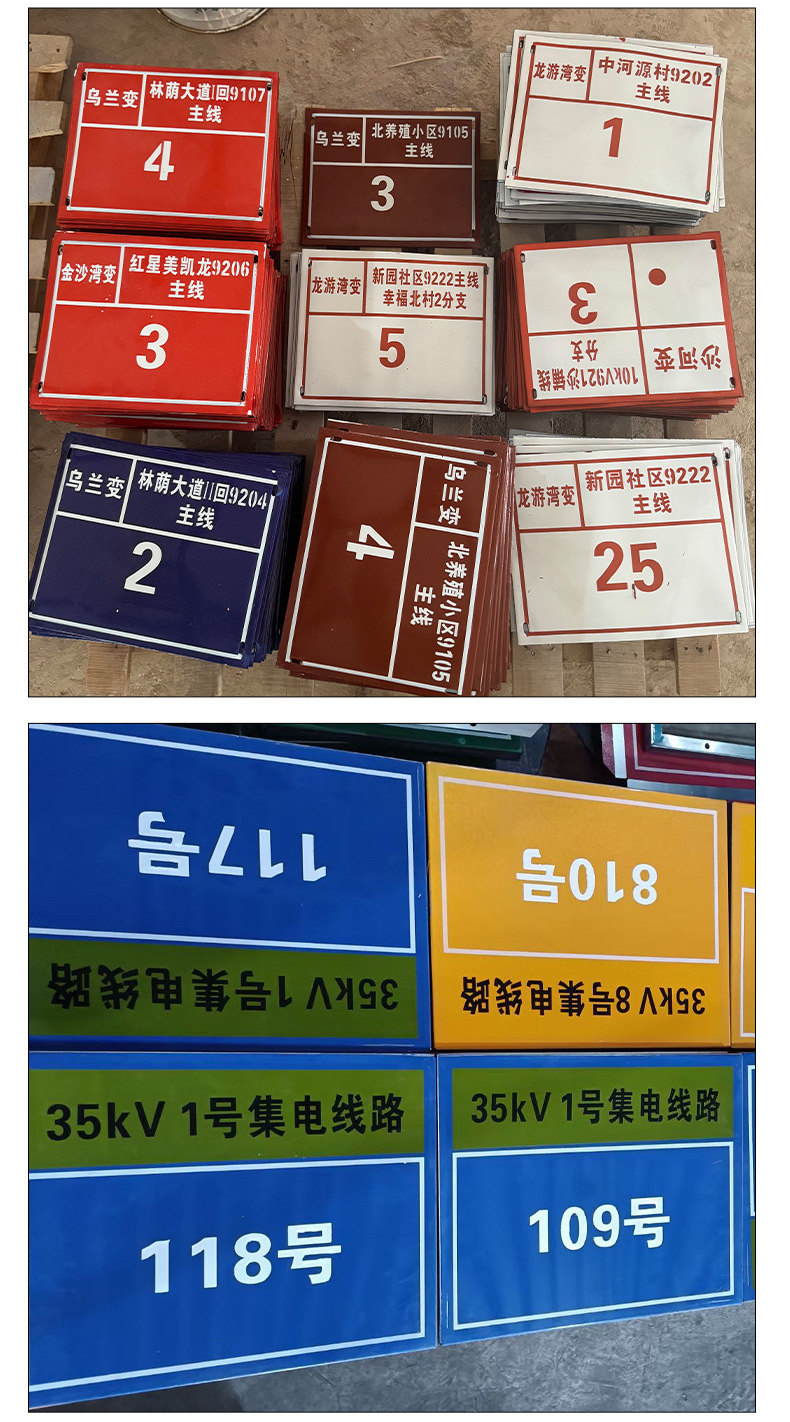 乌兰变
林荫大道I回9107
主线
4
乌兰变
北养殖小区9105
主线
3
龙游湾变
中河源村9202
主线
1
金沙湾变
红星美凯龙9206
主线
3
龙游湾变
新园社区9222主线
幸福北村2分支
5
沙河变
10kV921沙铺线
分支
3
乌兰变
林荫大道II回9204
主线
2
乌兰变
北养殖小区9105
主线
4
龙游湾变
新园社区9222
主线
25
35kV 1号集电线路
117号
35kV 8号集电线路
810号
35kV 1号集电线路
118号
35kV 1号集电线路
109号